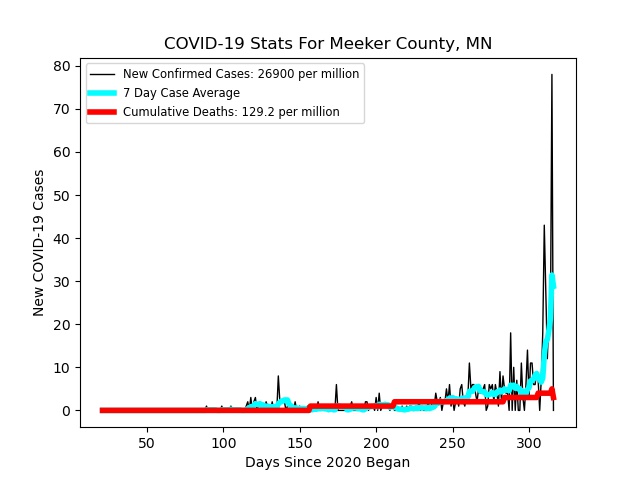 COVID-19 Stats For Meeker County, MN
New Confirmed Cases: 26900 per million
7 Day Case Average
Cumulative Deaths: 129.2 per million
New COVID-19 Cases
80
70
60
50
40
30
20
10
0
50
100
150
200
250
300
Days Since 2020 Began